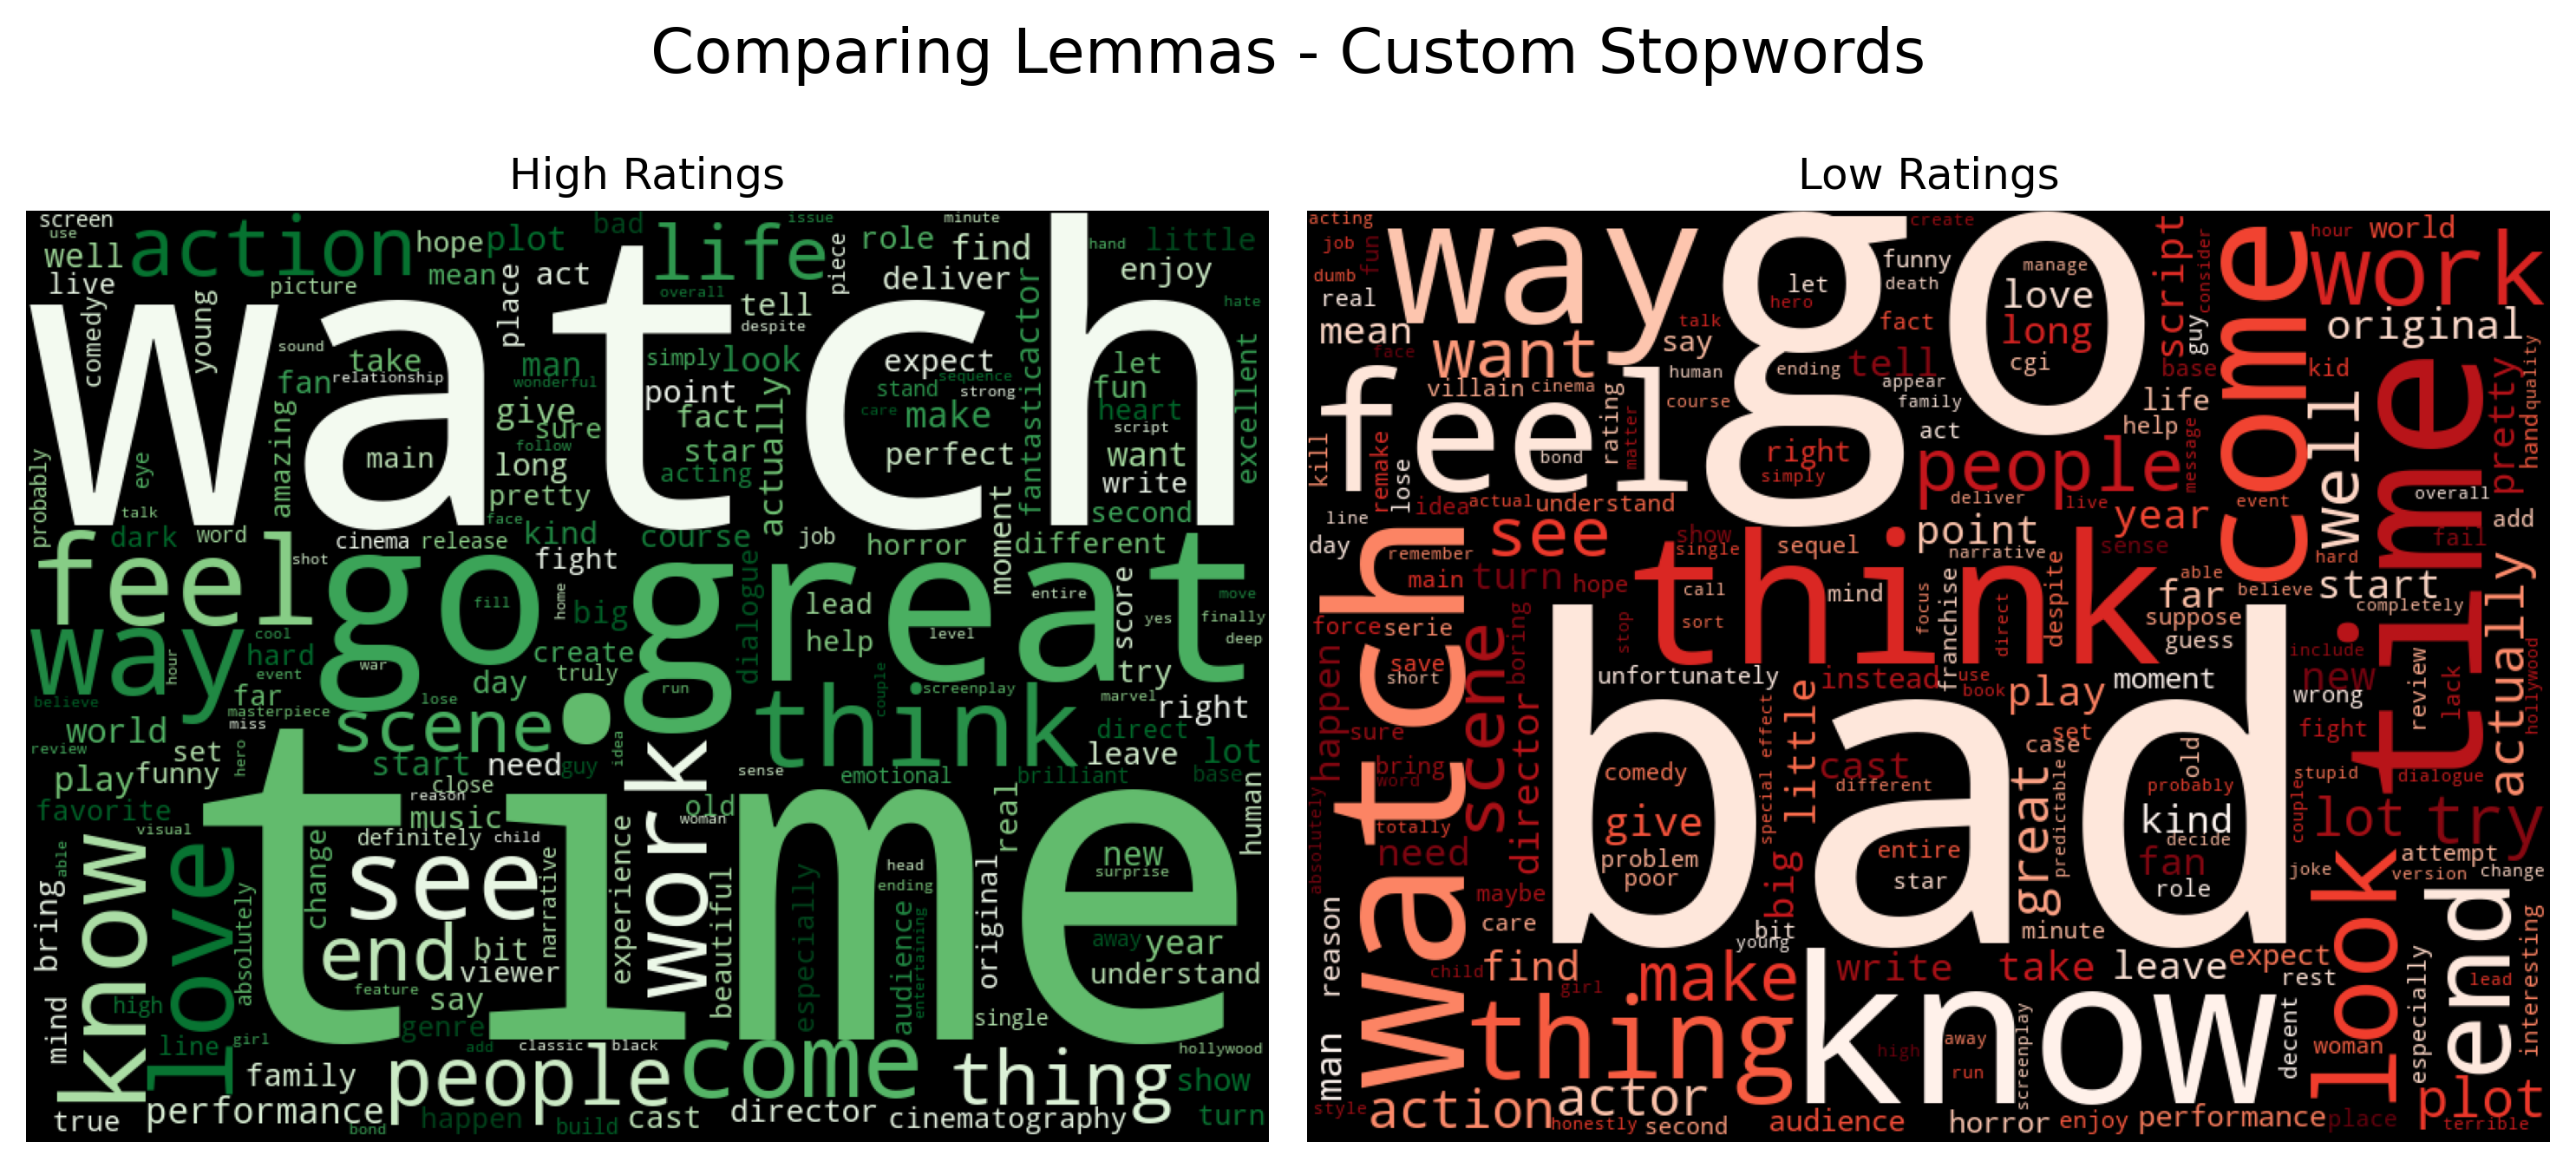 Comparing Lemmas - Custom Stopwords
High Ratings
Low Ratings
screen
use
well
live
action
hope
plot
bad
mean
act
life
issue
piece
role
minute
find
deliver
hand
little
enjoy
picture
comedy
young
place
overall
tell
despite
hate
watch
sound
take
relationship
fan
man
wonderful
simply
look
point
expect
stand
sequence
strong
care
make
fantastic
actor
let
fun
heart
script
excellent
give
sure
fact
star
acting
actually
perfect
want
write
second
amazing
main
follow
long
pretty
face
probably
eye
talk
dark
word
cinema
release
kind
course
job
horror
moment
different
feel
shot
fight
go
great
dialogue
home
fill
big
lead
help
entire
level
score
yes
move
finally
deep
way
cool
hard
hour
war
event
create
truly
day
far
lose
run
try
believe
masterpiece
miss
scene
think
couple
screenplay
marvel
right
world
review
set
hero
start
need
guy
idea
work
sense
direct
leave
lot
play
funny
close
reason
emotional
brilliant
base
favorite
visual
music
old
woman
real
human
time
know
able
love
change
definitely
child
see
narrative
experience
beautiful
especially
head
ending
audience
entertaining
original
new
surprise
bring
absolutely
end
bit
viewer
away
year
understand
mind
high
feature
say
genre
single
line
girl
add
classic
black
hollywood
family
people
come
thing
show
true
performance
bond
happen
build
cast
director
cinematography
turn
acting
job
fun
dumb
real
mean
face
way
go
create
funny
death
let
hero
manage
love
long
cgi
script
consider
guy
base
come
hour
world
work
original
kid
want
talk
say
fact
tell
villain
cinema
human
ending
appear
family
life
help
feel
rating
course
matter
act
right
simply
bond
people
message
well
time
pretty
quality
hand
kill
remake
lose
idea
actual
understand
deliver
live
year
event
overall
add
line
day
watch
remember
see
show
single
sequel
point
narrative
sense
fail
main
turn
hope
think
call
mind
sort
focus
franchise
direct
despite
far
able
believe
hard
start
completely
suppose
guess
force
serie
save
short
scene
boring
stop
unfortunately
instead
use
book
play
moment
include
new
wrong
review
lack
actually
hollywood
happen
sure
bring
word
absolutely
director
bad
comedy
special effect
little
cast
different
case
set
old
probably
fight
stupid
dialogue
totally
need
give
problem
poor
entire
star
great
predictable
kind
decide
fan
role
couple
lot
try
joke
attempt
version
change
maybe
care
big
bit
young
minute
look
end
reason
child
find
girl
make
write
take
leave
expect
rest
especially
lead
interesting
man
thing
know
high
away
run
screenplay
decent
woman
style
action
actor
honestly
second
audience
horror
enjoy
performance
place
plot
terrible